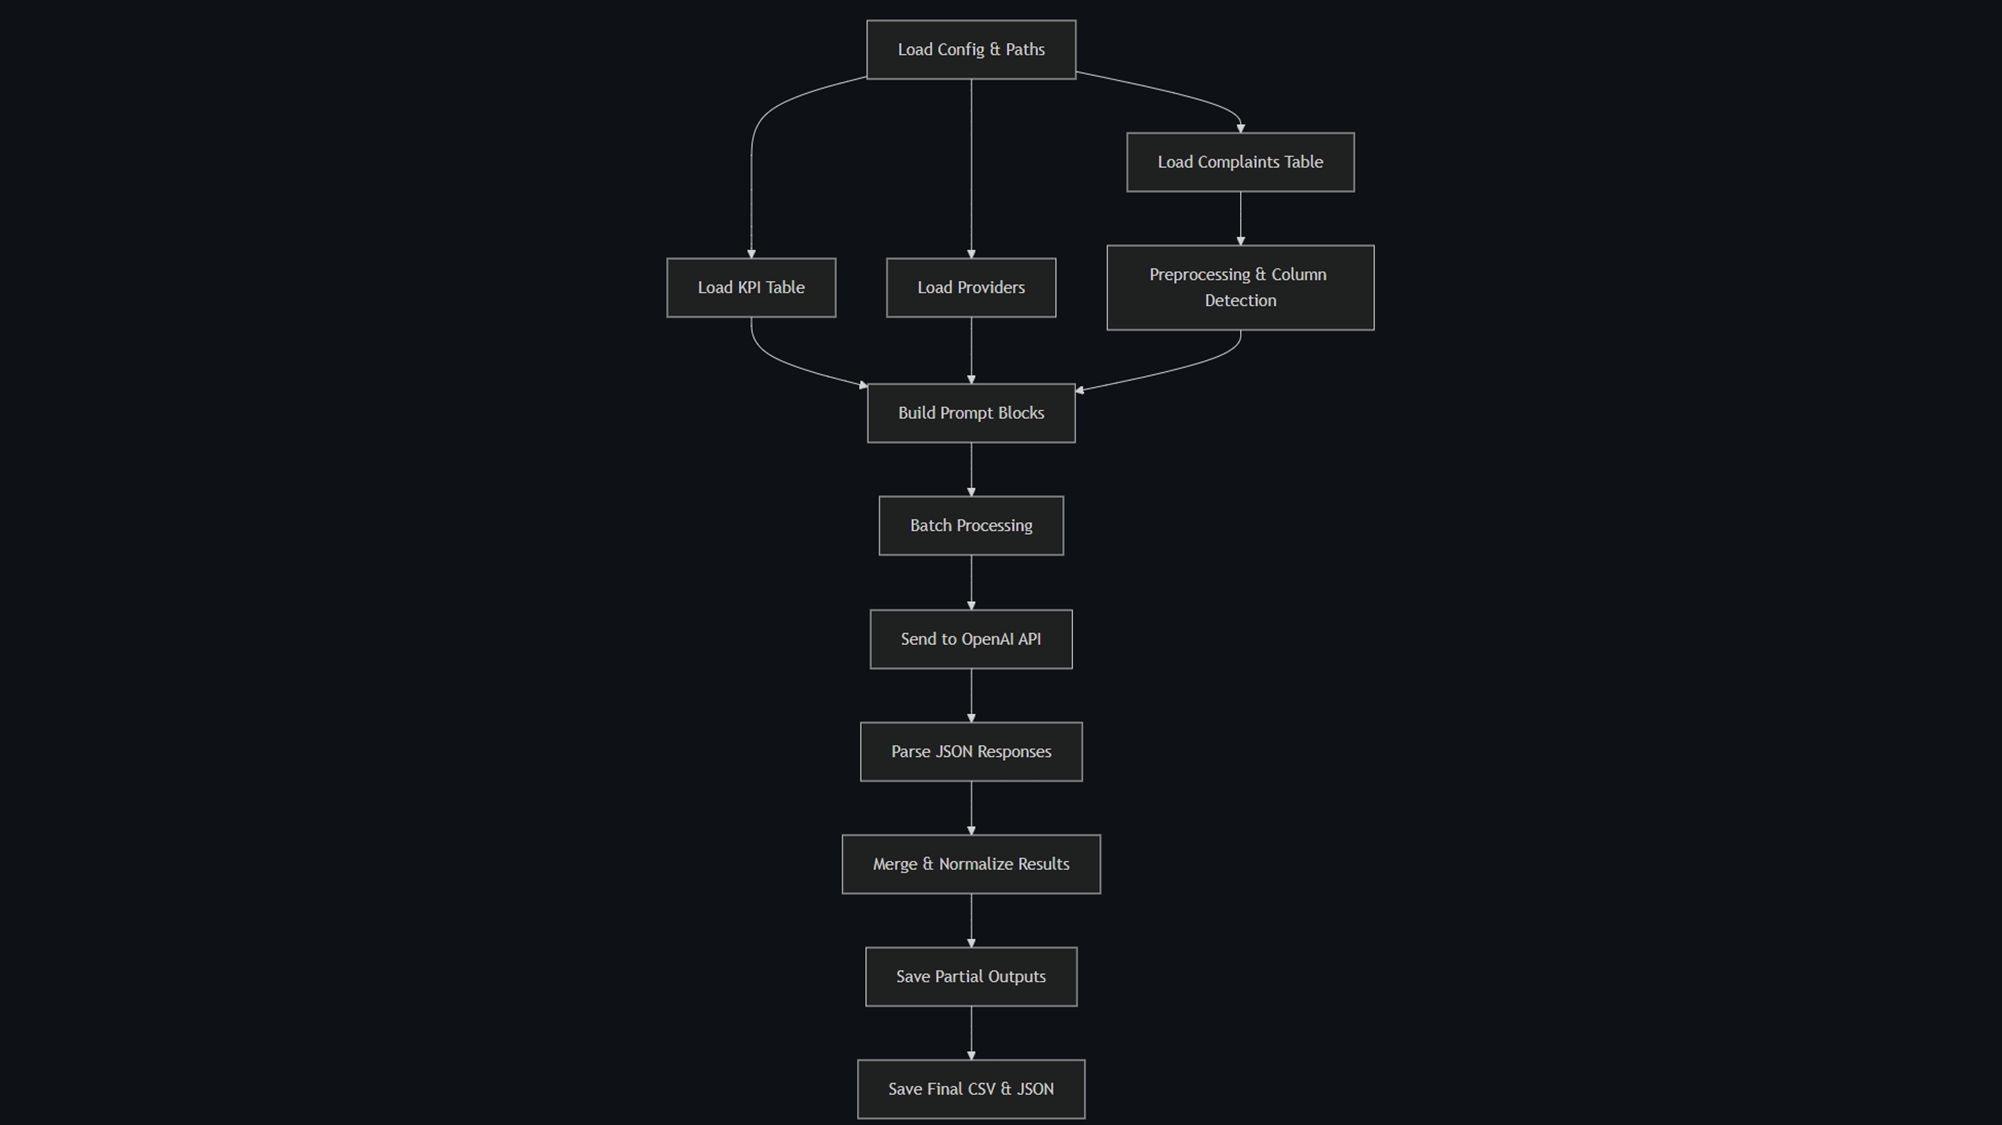 Load Config & Paths
Load Complaints Table
Load KPI Table
Load Providers
Preprocessing & Column
Detection
Build Prompt Blocks
Batch Processing
Send to OpenAI API
Parse JSON Responses
Merge & Normalize Results
Save Partial Outputs
Save Final CSV & JSON